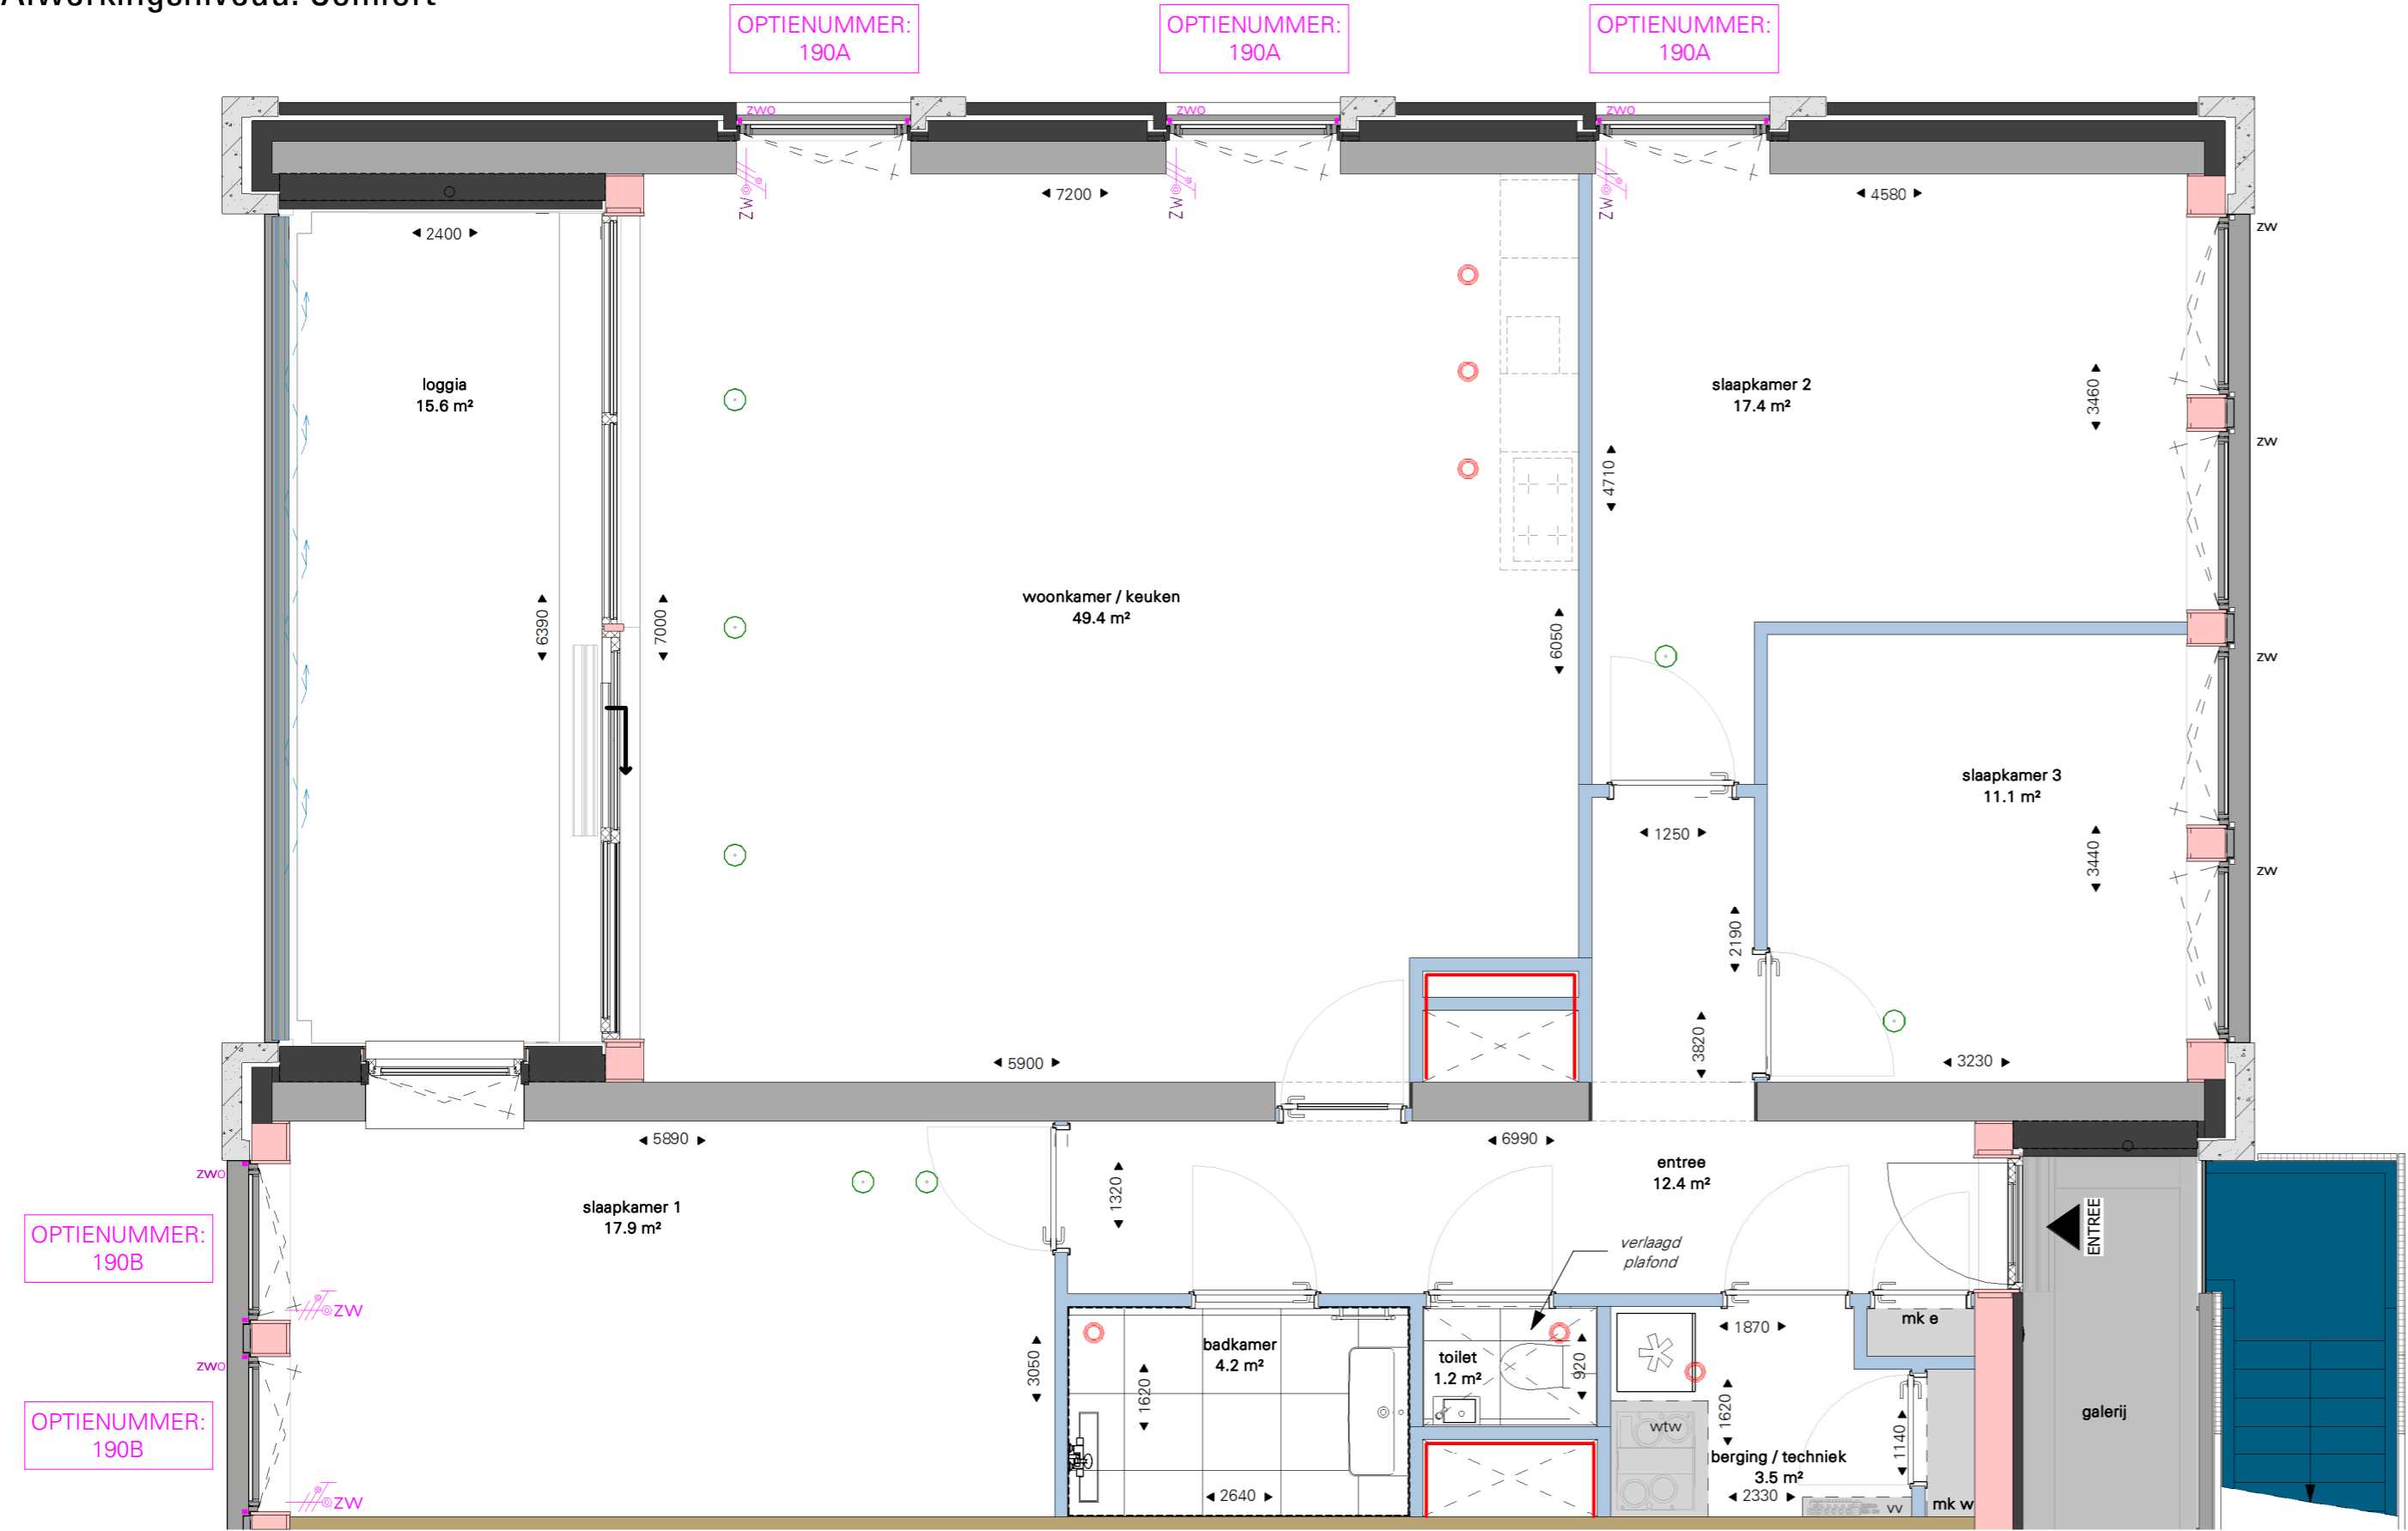 OPTIENUMMER:
190A
OPTIENUMMER:
190A
OPTIENUMMER:
190A
zwo
zwo
zwo
ZW
ZW
ZW
7200
4580
2400
zw
loggia
15.6 m²
slaapkamer 2
17.4 m²
3460
zw
4710
woonkamer / keuken
49.4 m²
6390
7000
6050
zw
slaapkamer 3
11.1 m²
1250
3440
zw
2190
3820
5900
3230
5890
6990
zwo
slaapkamer 1
17.9 m²
1320
entree
12.4 m²
ENTREE
OPTIENUMMER:
190B
verlaagd
plafond
ZW
mk e
1870
zwo
3050
badkamer
4.2 m²
toilet
1.2 m²
920
1620
1620
OPTIENUMMER:
190B
wtw
1140
galerij
berging / techniek
3.5 m²
ZW
2640
2330
vv
mk w